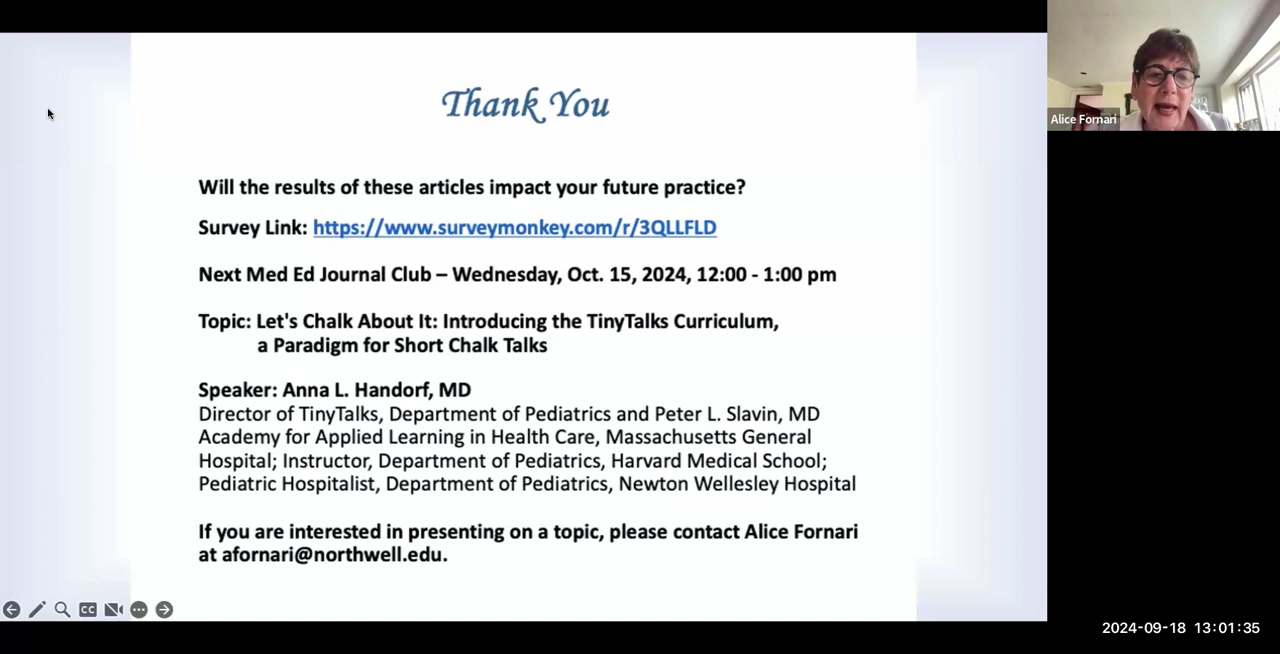 Thank You
Will the results of these articles impact your future practice?
Survey Link: https://www.surveymonkey.com/r/3QLLFLD
Next Med Ed Journal Club – Wednesday, Oct. 15, 2024, 12:00 - 1:00 pm
Topic: Let's Chalk About It: Introducing the TinyTalks Curriculum,
a Paradigm for Short Chalk Talks
Speaker: Anna L. Handorf, MD
Director of TinyTalks, Department of Pediatrics and Peter L. Slavin, MD
Academy for Applied Learning in Health Care, Massachusetts General
Hospital; Instructor, Department of Pediatrics, Harvard Medical School;
Pediatric Hospitalist, Department of Pediatrics, Newton Wellesley Hospital
If you are interested in presenting on a topic, please contact Alice Fornari
at afornari@northwell.edu.
CC
Alice Fornari
2024-09-18 13:01:35